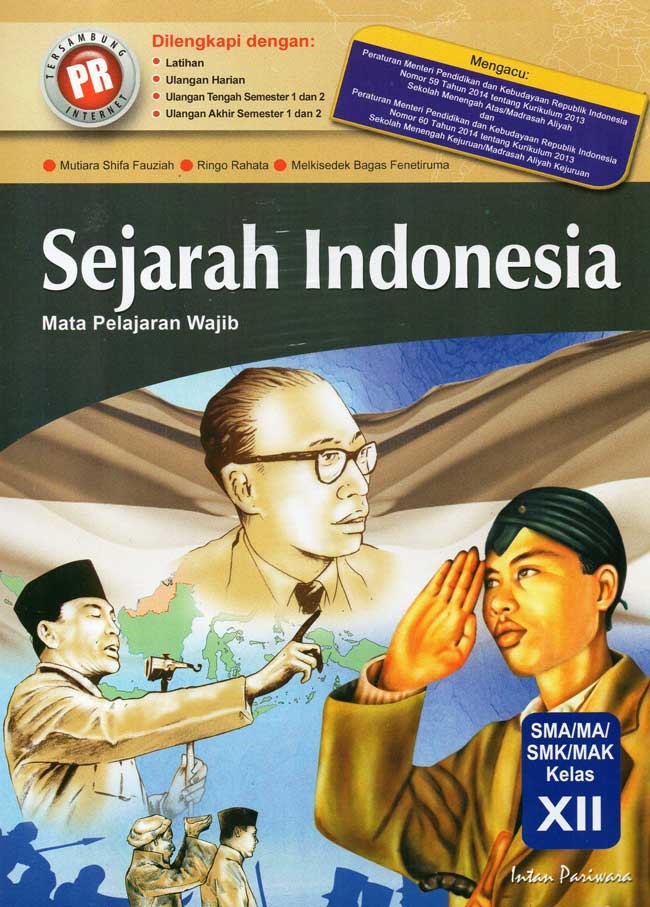 TERSAMBUNG
PR
INTERNET
Dilengkapi dengan:
Latihan
Ulangan Harian
Ulangan Tengah Semester 1 dan 2
Ulangan Akhir Semester 1 dan 2
Mengacu:
Peraturan Menteri Pendidikan dan Kebudayaan Republik Indonesia
Nomor 59 Tahun 2014 tentang Kurikulum 2013
Sekolah Menengah Atas/Madrasah Aliyah
dan
Peraturan Menteri Pendidikan dan Kebudayaan Republik Indonesia
Nomor 60 Tahun 2014 tentang Kurikulum 2013
Sekolah Menengah Kejuruan/Madrasah Aliyah Kejuruan
Mutiara Shifa Fauziah Ringo Rahata Melkisedek Bagas Fenetiruma
Sejarah Indonesia
Mata Pelajaran Wajib
SMA/MA/
SMK/MAK
Kelas
XII
Intan Pariwara